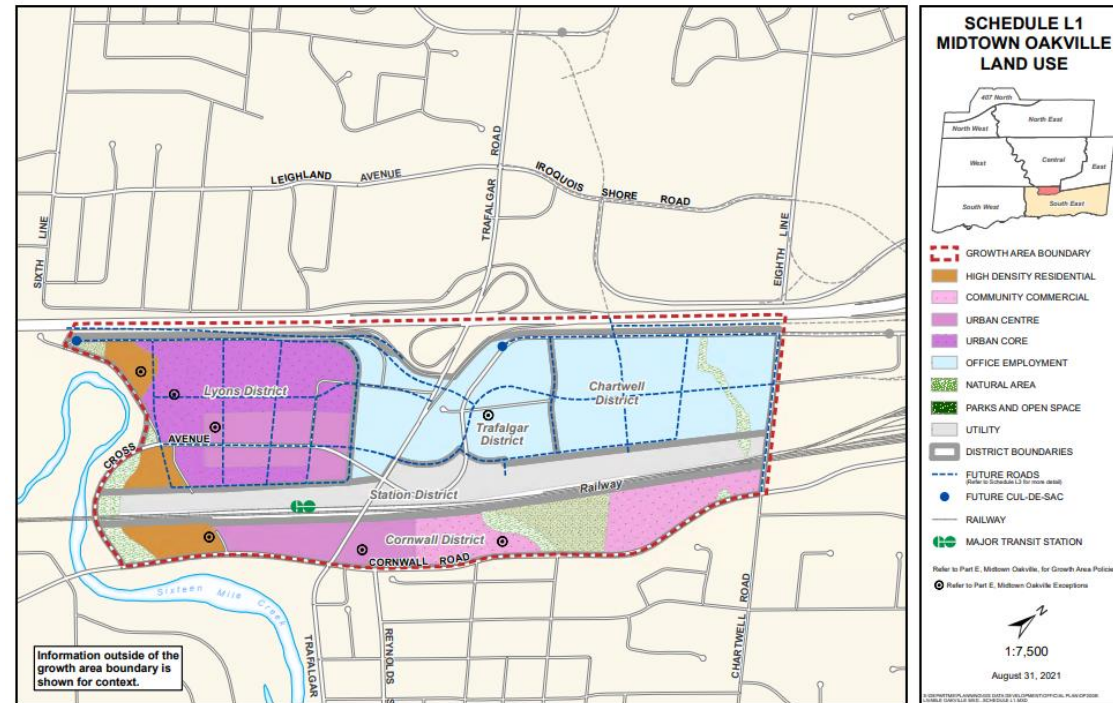 SCHEDULE L1
MIDTOWN OAKVILLE
LAND USE
407 North
North West
North East
West
Central
East
South West
South East
GROWTH AREA BOUNDARY
HIGH DENSITY RESIDENTIAL
COMMUNITY COMMERCIAL
URBAN CENTRE
URBAN CORE
OFFICE EMPLOYMENT
NATURAL AREA
PARKS AND OPEN SPACE
UTILITY
DISTRICT BOUNDARIES
FUTURE ROADS
(Refer to Schedule L3 for more detail)
FUTURE CUL-DE-SAC
RAILWAY
GO MAJOR TRANSIT STATION
Refer to Part E, Midtown Oakville, for Growth Area Policie
Refer to Part E, Midtown Oakville Exceptions
N
1:7,500
August 31, 2021
SIXTH LINE
LEIGHLAND AVENUE
TRAFALGAR ROAD
IROQUOIS SHORE ROAD
EIGHTH LINE
Lyons District
Chartwell
District
Trafalgar
District
CROSS AVENUE
Station District
Railway
GO
Cornwall District
CORNWALL ROAD
Sixteen Mile Creek
TRAFALGAR
REYNOLDS
CHARTWELL ROAD
Information outside of the
growth area boundary is
shown for context.